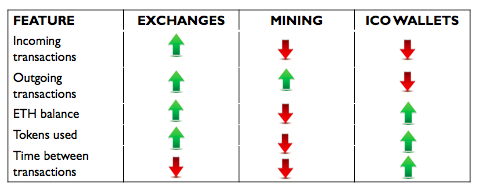 FEATURE EXCHANGES MINING ICO WALLETS
Incoming
transactions
Outgoing
transactions
ETH balance
Tokens used
Time between
transactions